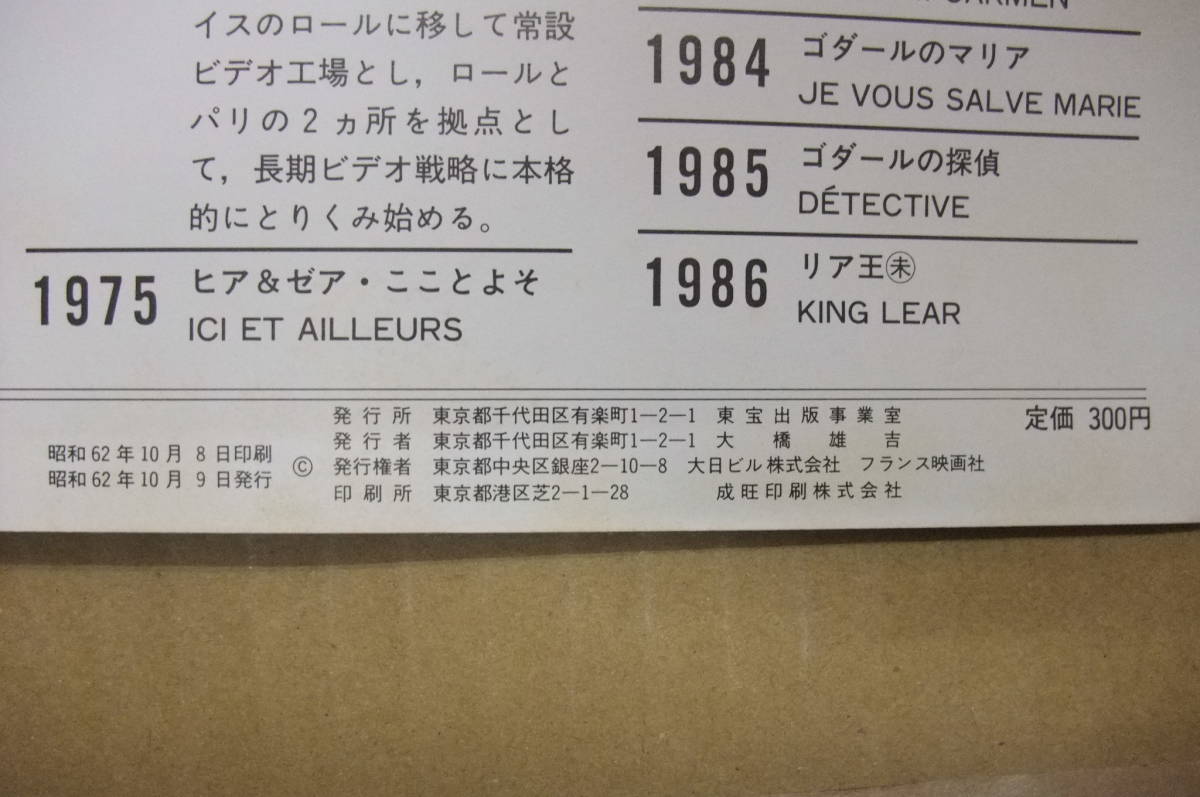 イスのロールに移して常設
ビデオ工場とし，ロールと
パリの２ヵ所を拠点とし
て，長期ビデオ戦略に本格
的にとりくみ始める。
1975 ヒア＆ゼア・こことよそ
ICI ET AILLEURS
CARMEN
1984 ゴダールのマリア
JE VOUS SALVE MARIE
1985 ゴダールの探偵
DÉTECTIVE
1986 リア王㊤未
KING LEAR
昭和62年10月 8日印刷
昭和62年10月 9日発行
©
発行所 東京都千代田区有楽町1―2―1 東宝出版事業室
発行者 東京都千代田区有楽町1―2―1 大橋雄吉
発行権者 東京都中央区銀座2―10―8 大日ビル株式会社 フランス映画社
印刷所 東京都港区芝2―1―28 成旺印刷株式会社
定価 300円